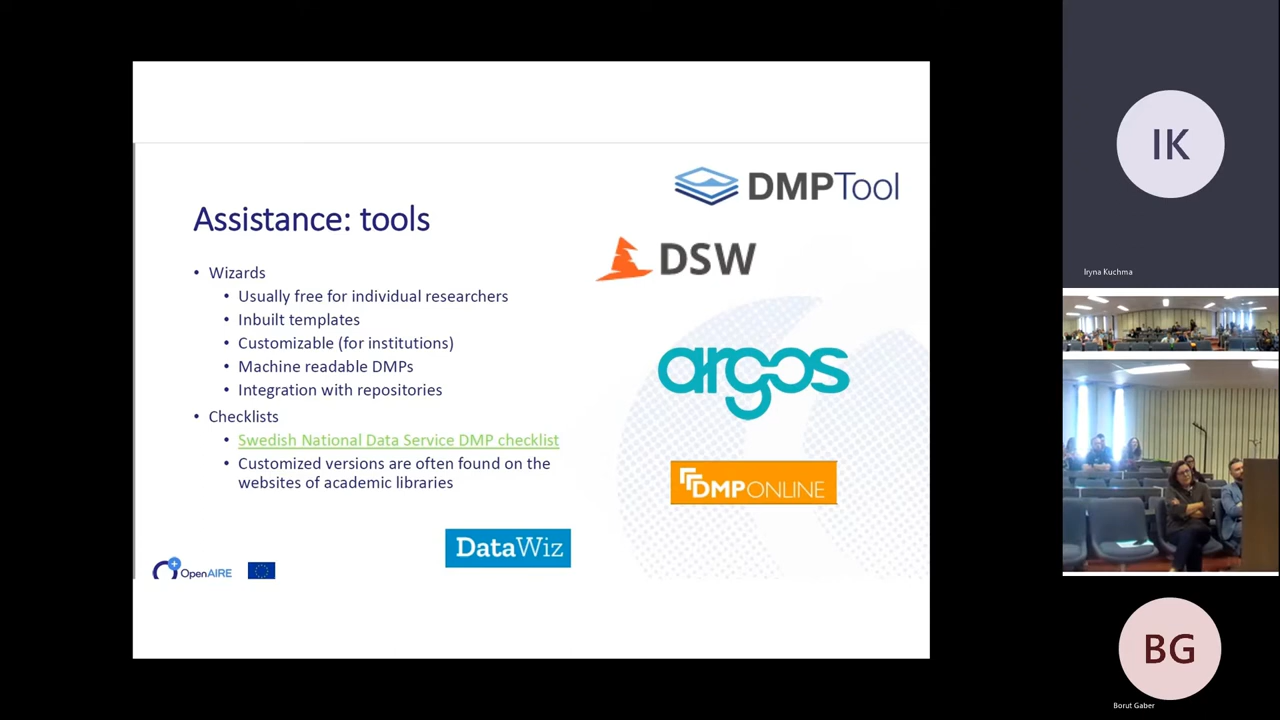 DMPTool
Assistance: tools
DSW
• Wizards
• Usually free for individual researchers
• Inbuilt templates
• Customizable (for institutions)
• Machine readable DMPs
• Integration with repositories
argos
• Checklists
• Swedish National Data Service DMP checklist
• Customized versions are often found on the
websites of academic libraries
DMPONLINE
DataWiz
OpenAIRE
IK
Iryna Kuchma
BG
Borut Gaber